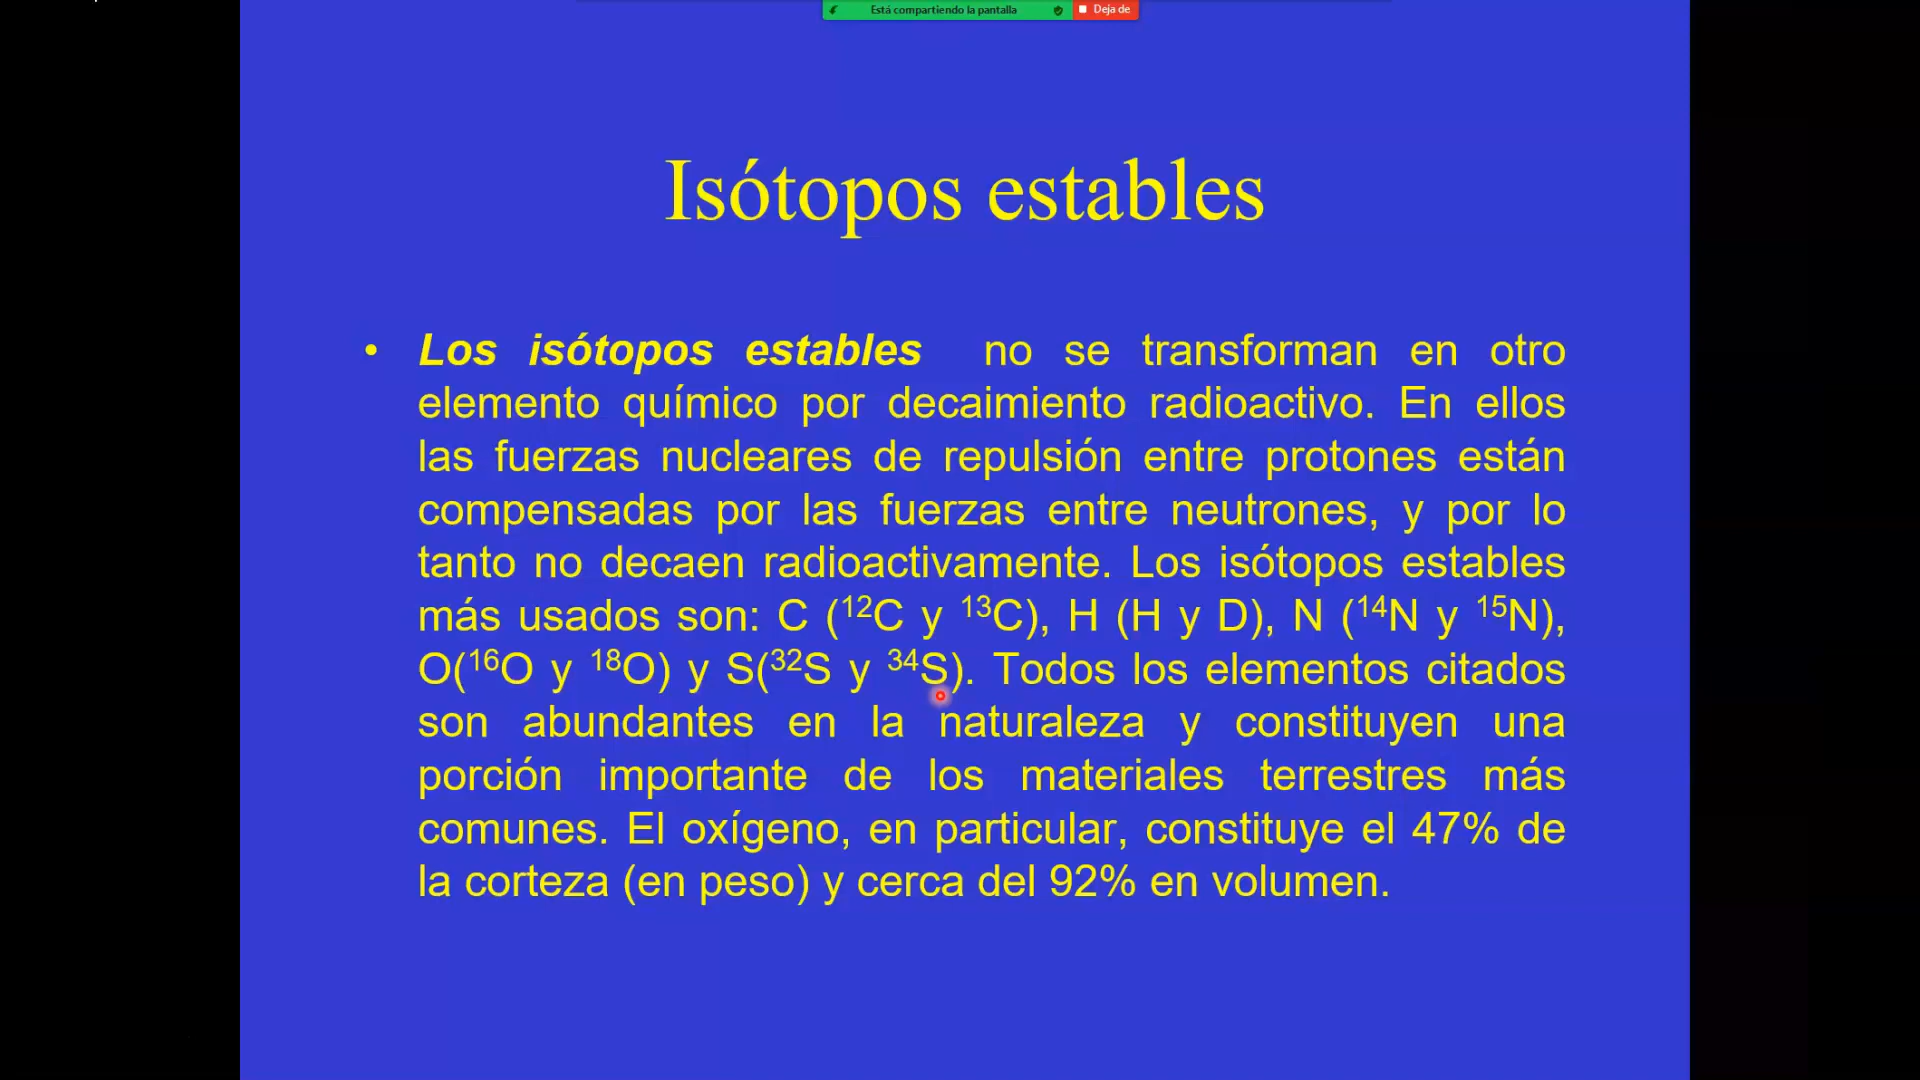 Está compartiendo la pantalla
Deja de
Isótopos estables
• Los isótopos estables no se transforman en otro
elemento químico por decaimiento radioactivo. En ellos
las fuerzas nucleares de repulsión entre protones están
compensadas por las fuerzas entre neutrones, y por lo
tanto no decaen radioactivamente. Los isótopos estables
más usados son: C (¹²C y ¹³C), H (H y D), N (¹⁴N y ¹⁵N),
O(¹⁶O y ¹⁸O) y S(³²S y ³⁴S). Todos los elementos citados
son abundantes en la naturaleza y constituyen una
porción importante de los materiales terrestres más
comunes. El oxígeno, en particular, constituye el 47% de
la corteza (en peso) y cerca del 92% en volumen.